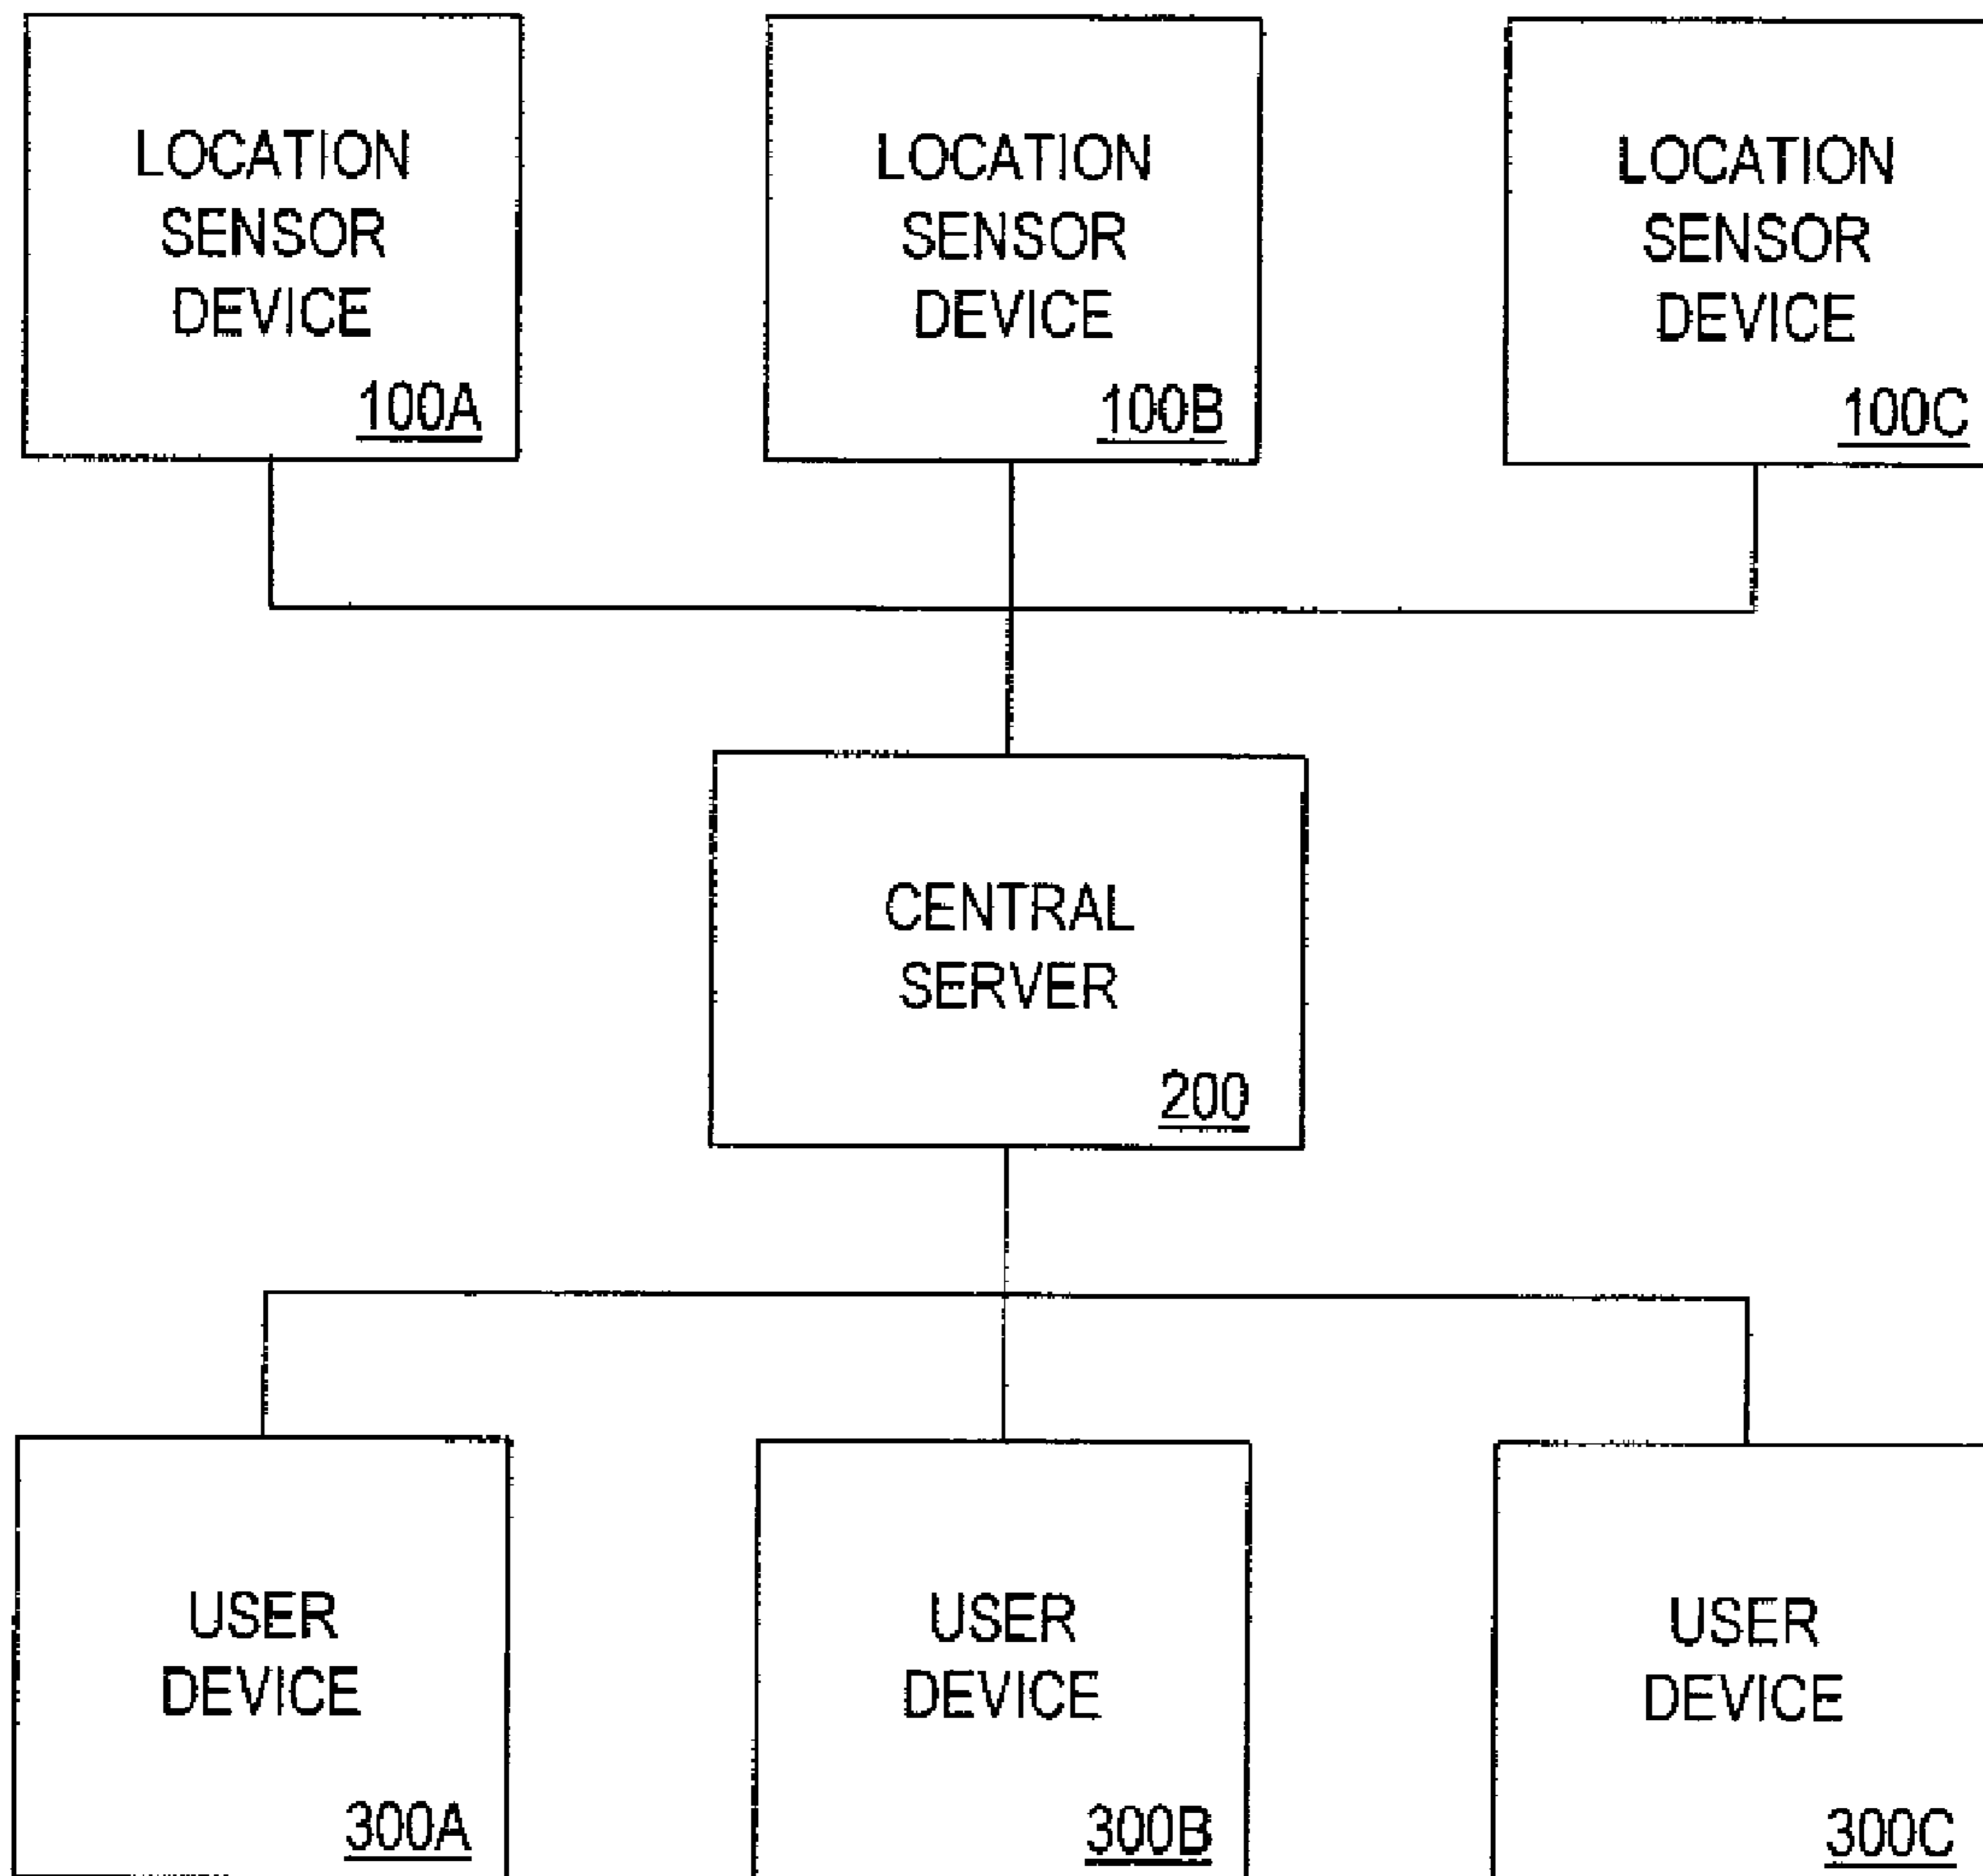 LOCATION
SENSOR
DEVICE
100A
LOCATION
SENSOR
DEVICE
100B
LOCATION
SENSOR
DEVICE
100C
CENTRAL
SERVER
200
USER
DEVICE
300A
USER
DEVICE
300B
USER
DEVICE
300C